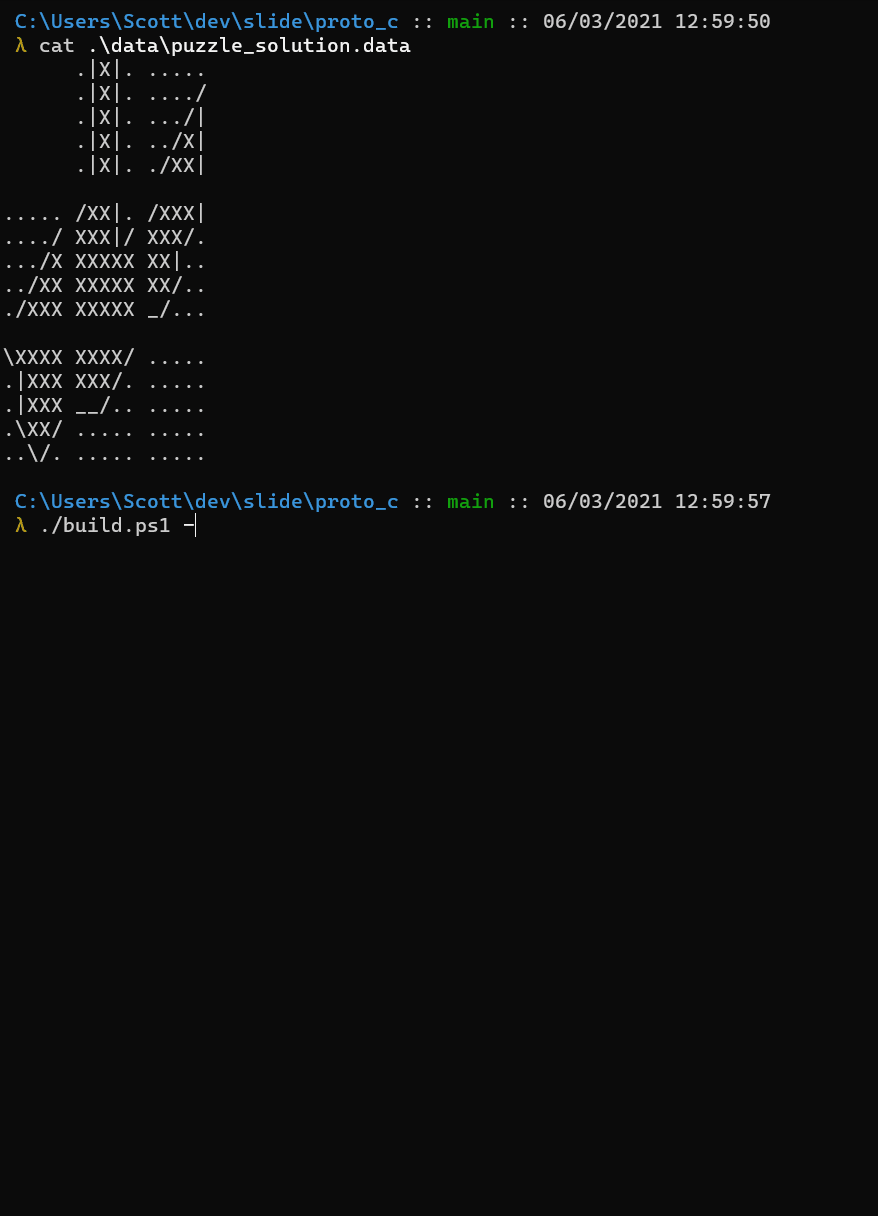 C:\Users\Scott\dev\slide\proto_c :: main :: 06/03/2021 12:59:50
λ cat .\data\puzzle_solution.data
      .|X|. .....
      .|X|. ..../
      .|X|. .../|
      .|X|. ../X|
      .|X|. ./XX|

..... /XX|. /XXX|
..../ XXX|/ XXX/.
.../X XXXXX XX|..
../XX XXXXX XX/..
./XXX XXXXX _/...

\XXXX XXXX/ .....
.|XXX XXX/. .....
.|XXX __/.. .....
.\XX/ ..... .....
..\/. ..... .....

C:\Users\Scott\dev\slide\proto_c :: main :: 06/03/2021 12:59:57
λ ./build.ps1 -